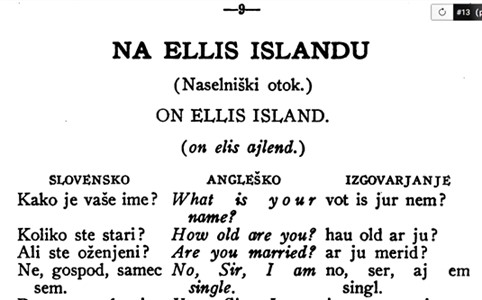 —9—
#13 (p
NA ELLIS ISLANDU
(Naselniški otok.)
ON ELLIS ISLAND.
(on elis ajlend.)
SLOVENSKO ANGLEŠKO IZGOVARJANJE
Kako je vaše ime? What is your vot is jur nem?
name?
Koliko ste stari? How old are you? hau old ar ju?
Ali ste oženjeni? Are you married? ar ju merid?
Ne, gospod, samec No, Sir, I am no, ser, aj em
sem. single. singl.